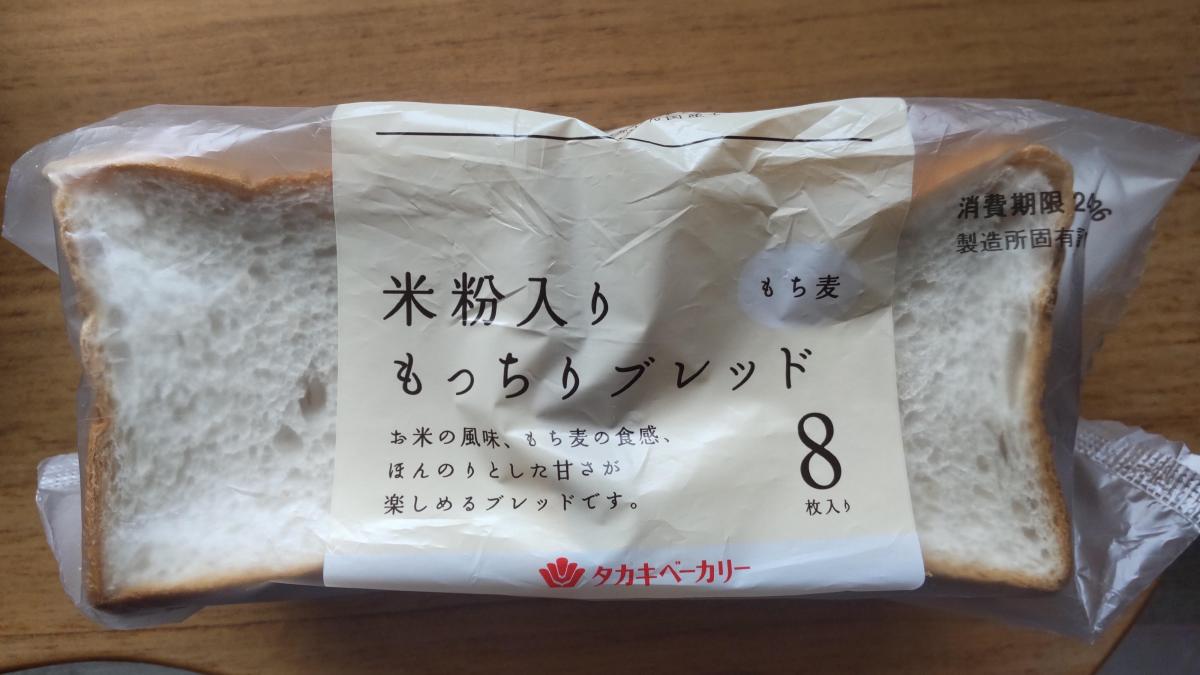 消費期限
製造所固有
米粉入り
もち麦
もっちりブレッド
お米の風味、もち麦の食感、
ほんのりとした甘さが
楽しめるブレッドです。
8
枚入り
タカキベーカリー